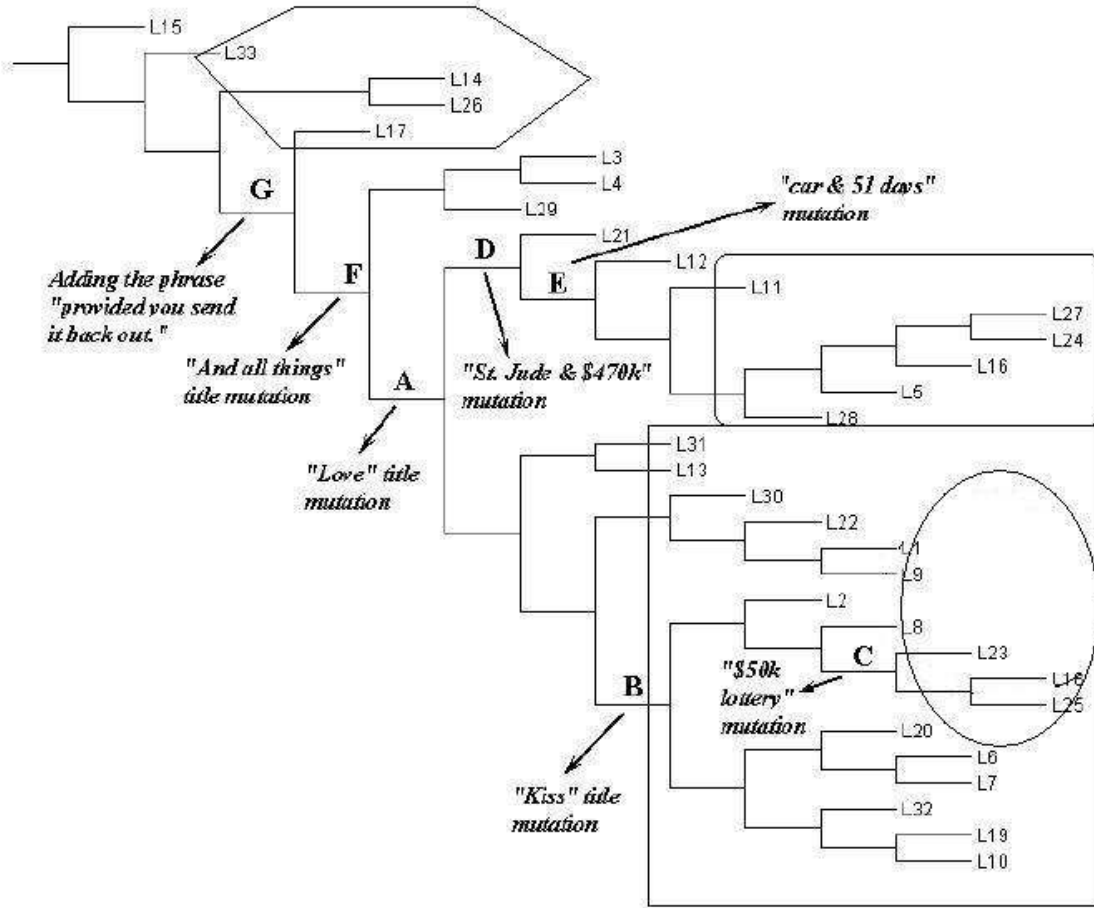 L15
L33
L14
L26
L17
L3
L4
G
L29
"car & 51 days"
mutation
L21
D
L12
F
E
Adding the phrase
"provided you send
it back out."
L11
L27
L24
"And all things"
title mutation
L16
A
"St. Jude & $470k"
mutation
L5
L28
L31
"Love" title
mutation
L13
L30
L22
L1
L9
L2
L8
C
L23
"$50k
lottery"
mutation
B
L18
L25
L20
L6
L7
"Kiss" title
mutation
L32
L19
L10